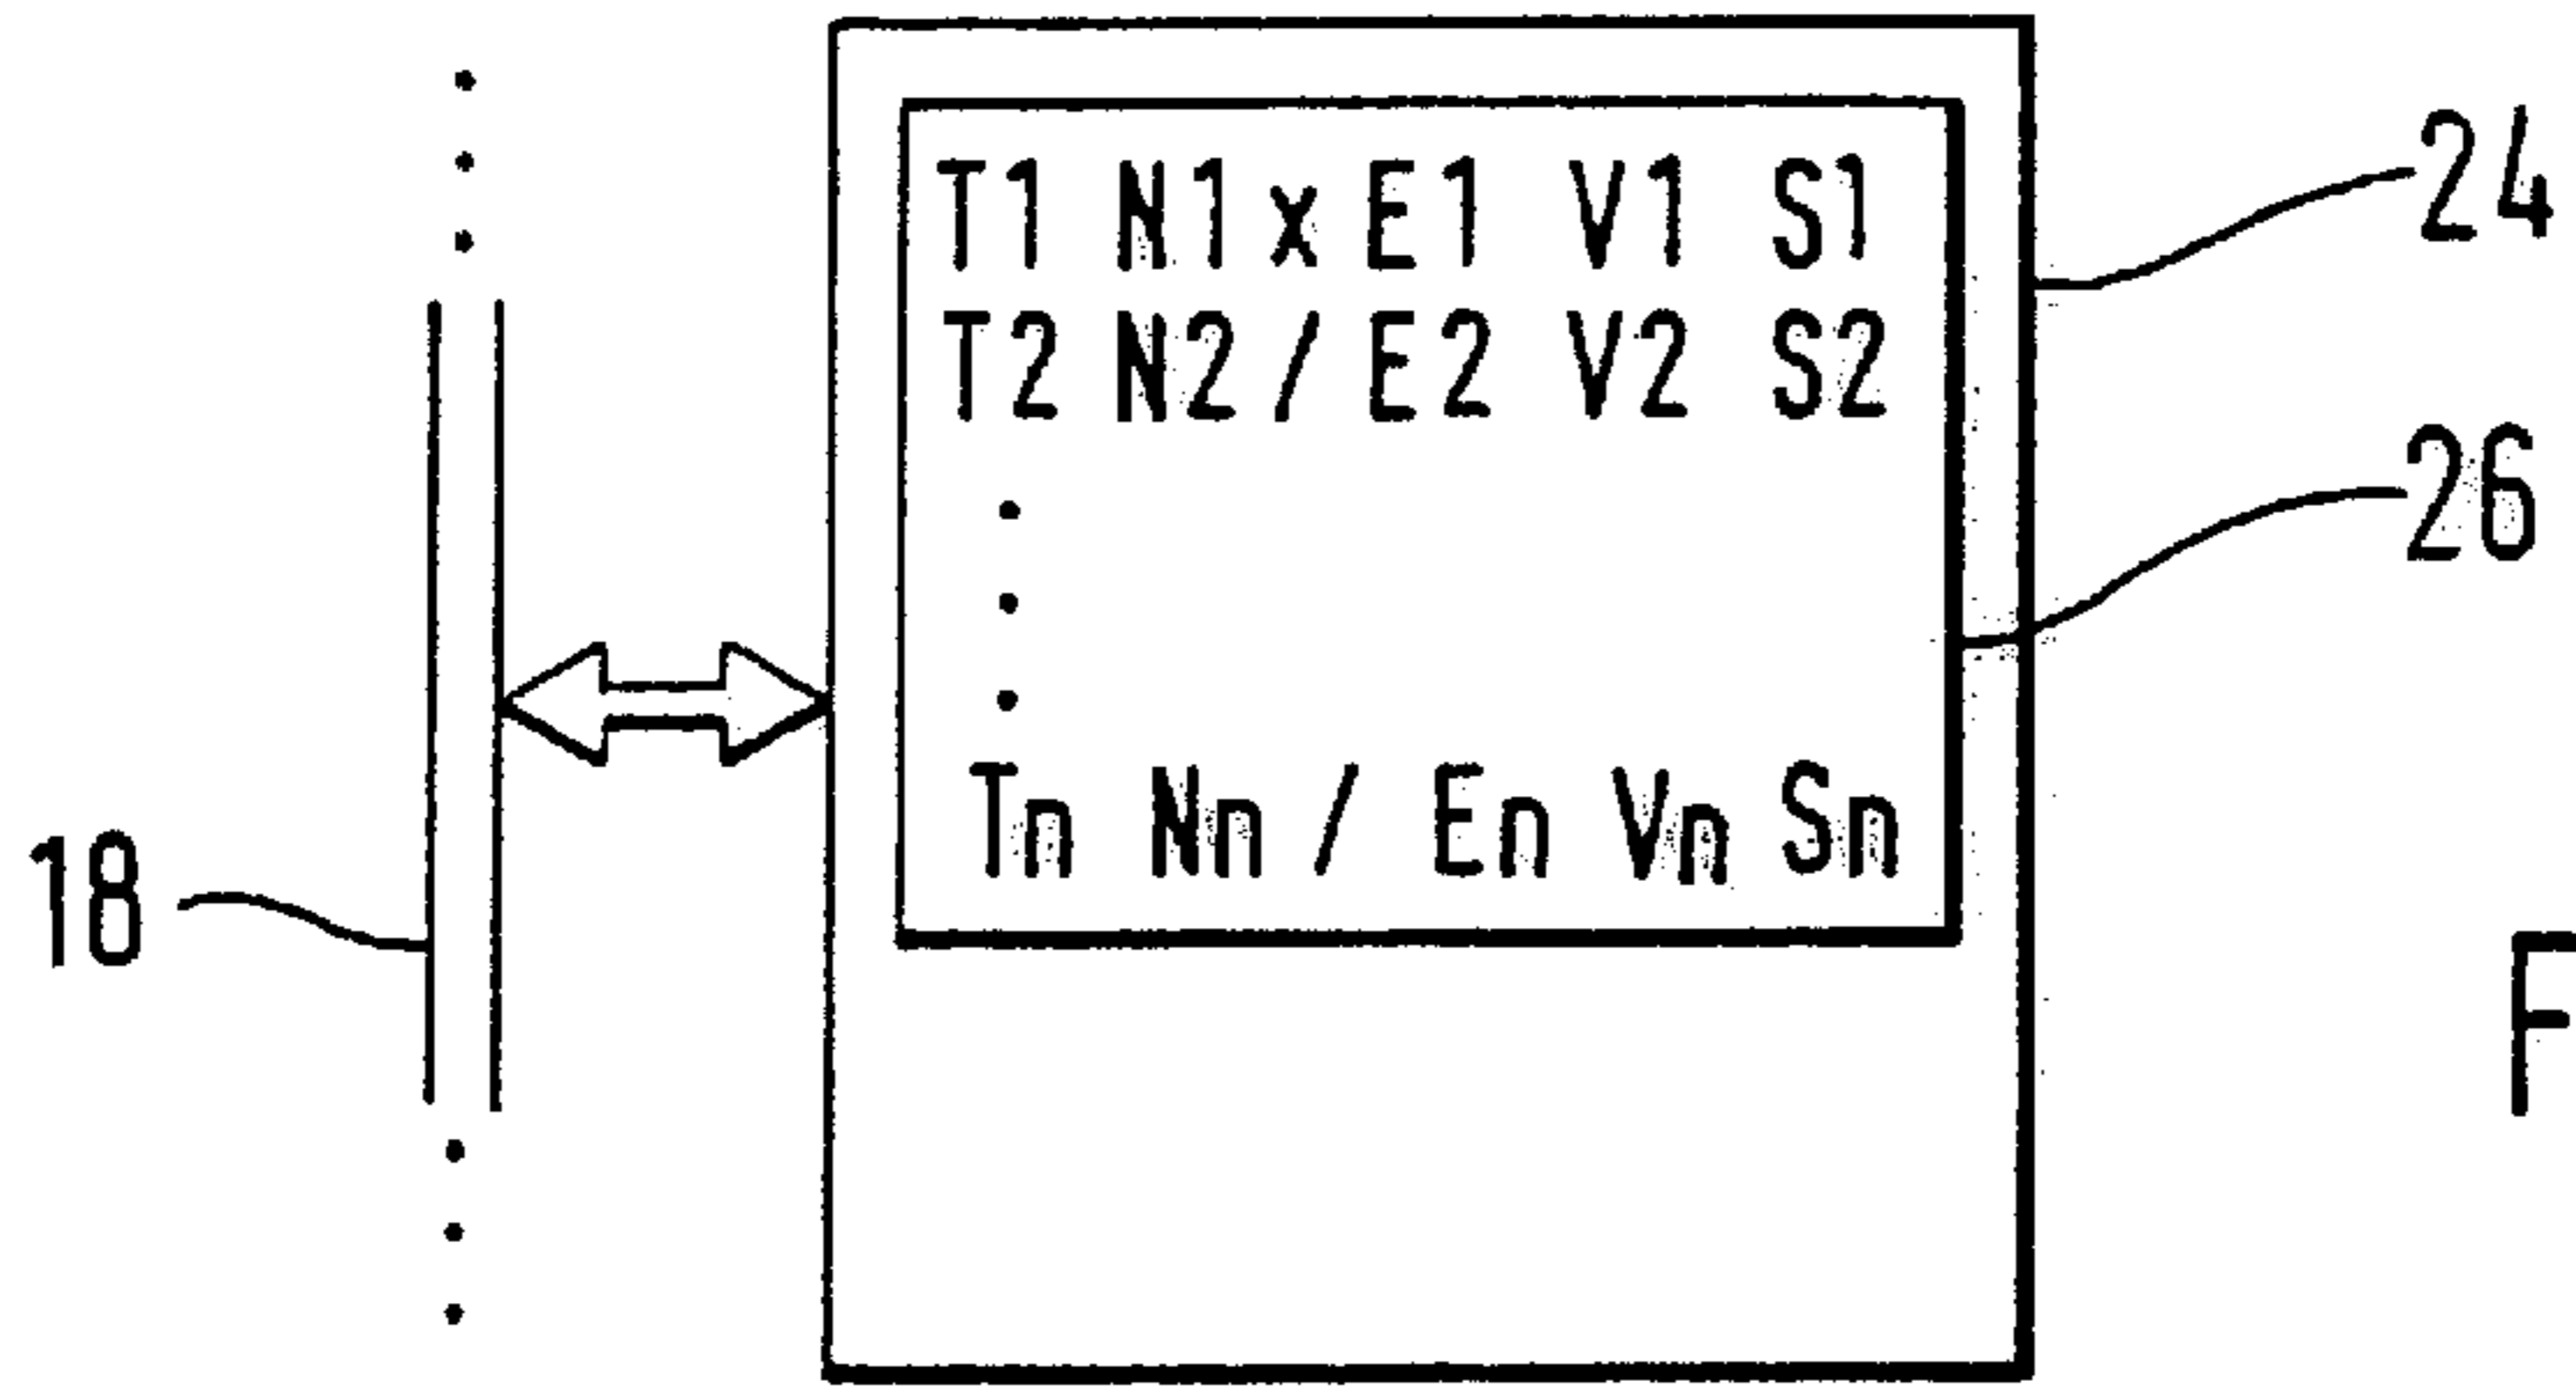 T1 N1 x E1 V1 S1
T2 N2 / E2 V2 S2
Tn Nn / En Vn Sn
24
26
18
F